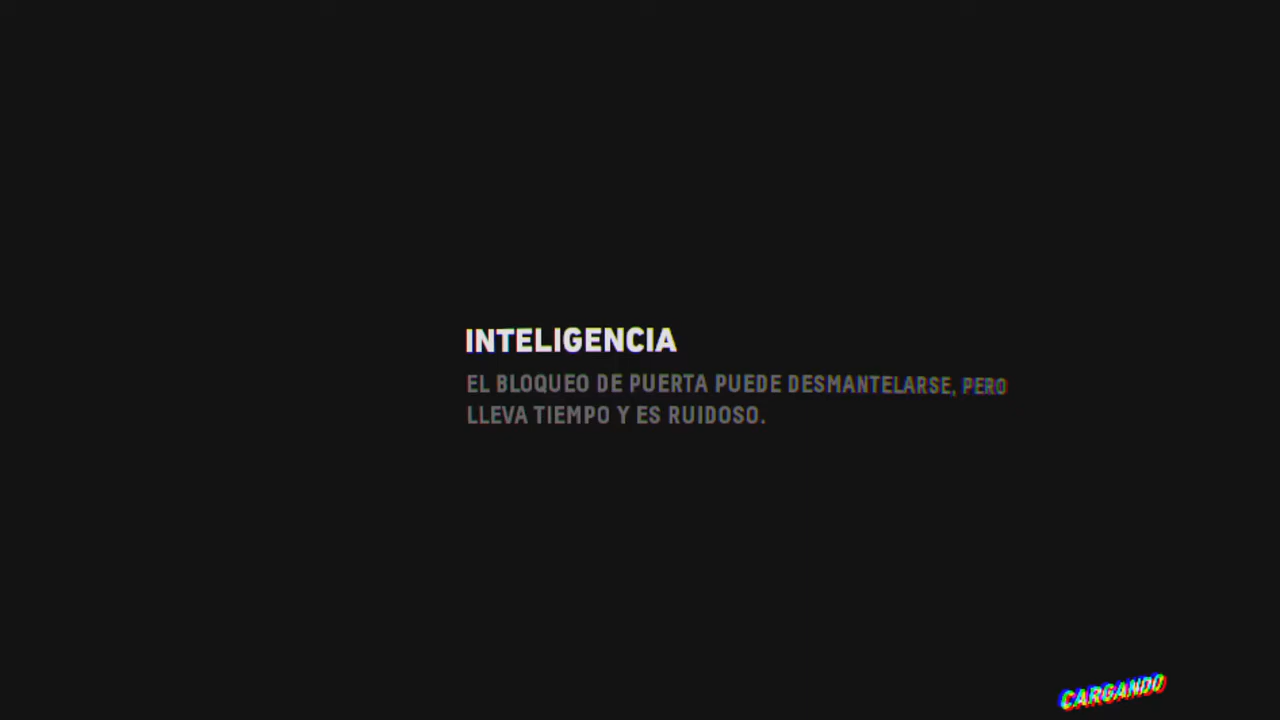 INTELIGENCIA
EL BLOQUEO DE PUERTA PUEDE DESMANTELARSE, PERO
LLEVA TIEMPO Y ES RUIDOSO.
CARGANDO